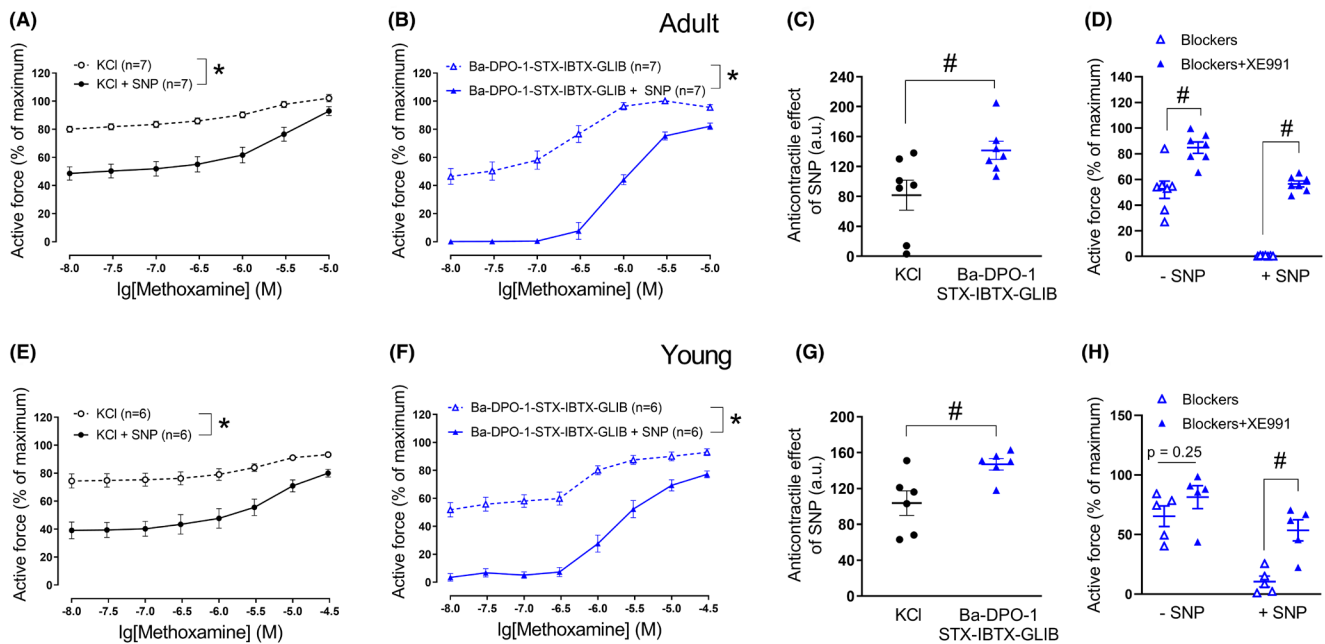 (A)
KCl (n=7)
KCl + SNP (n=7)
*
Active force (% of maximum)
120
100
80
60
40
20
0
-8.0 -7.5 -7.0 -6.5 -6.0 -5.5 -5.0
lg[Methoxamine] (M)
(B)
Adult
Ba-DPO-1-STX-IBTX-GLIB (n=7)
Ba-DPO-1-STX-IBTX-GLIB + SNP (n=7)
*
Active force (% of maximum)
120
100
80
60
40
20
0
-8.0 -7.5 -7.0 -6.5 -6.0 -5.5 -5.0
lg[Methoxamine] (M)
(C)
#
Anticontractile effect
of SNP (a.u.)
240
200
160
120
80
40
0
KCl Ba-DPO-1
STX-IBTX-GLIB
(D)
Blockers
Blockers+XE991
# #
Active force (% of maximum)
140
120
100
80
60
40
20
0
- SNP + SNP
(E)
KCl (n=6)
KCl + SNP (n=6)
*
Active force (% of maximum)
140
120
100
80
60
40
20
0
-8.0 -7.5 -7.0 -6.5 -6.0 -5.5 -5.0 -4.5
lg[Methoxamine] (M)
(F)
Young
Ba-DPO-1-STX-IBTX-GLIB (n=6)
Ba-DPO-1-STX-IBTX-GLIB + SNP (n=6)
*
Active force (% of maximum)
140
120
100
80
60
40
20
0
-8.0 -7.5 -7.0 -6.5 -6.0 -5.5 -5.0 -4.5
lg[Methoxamine] (M)
(G)
#
Anticontractile effect
of SNP (a.u.)
200
160
120
80
40
0
KCl Ba-DPO-1
STX-IBTX-GLIB
(H)
Blockers
Blockers+XE991
p = 0.25
#
Active force (% of maximum)
150
100
50
0
- SNP + SNP